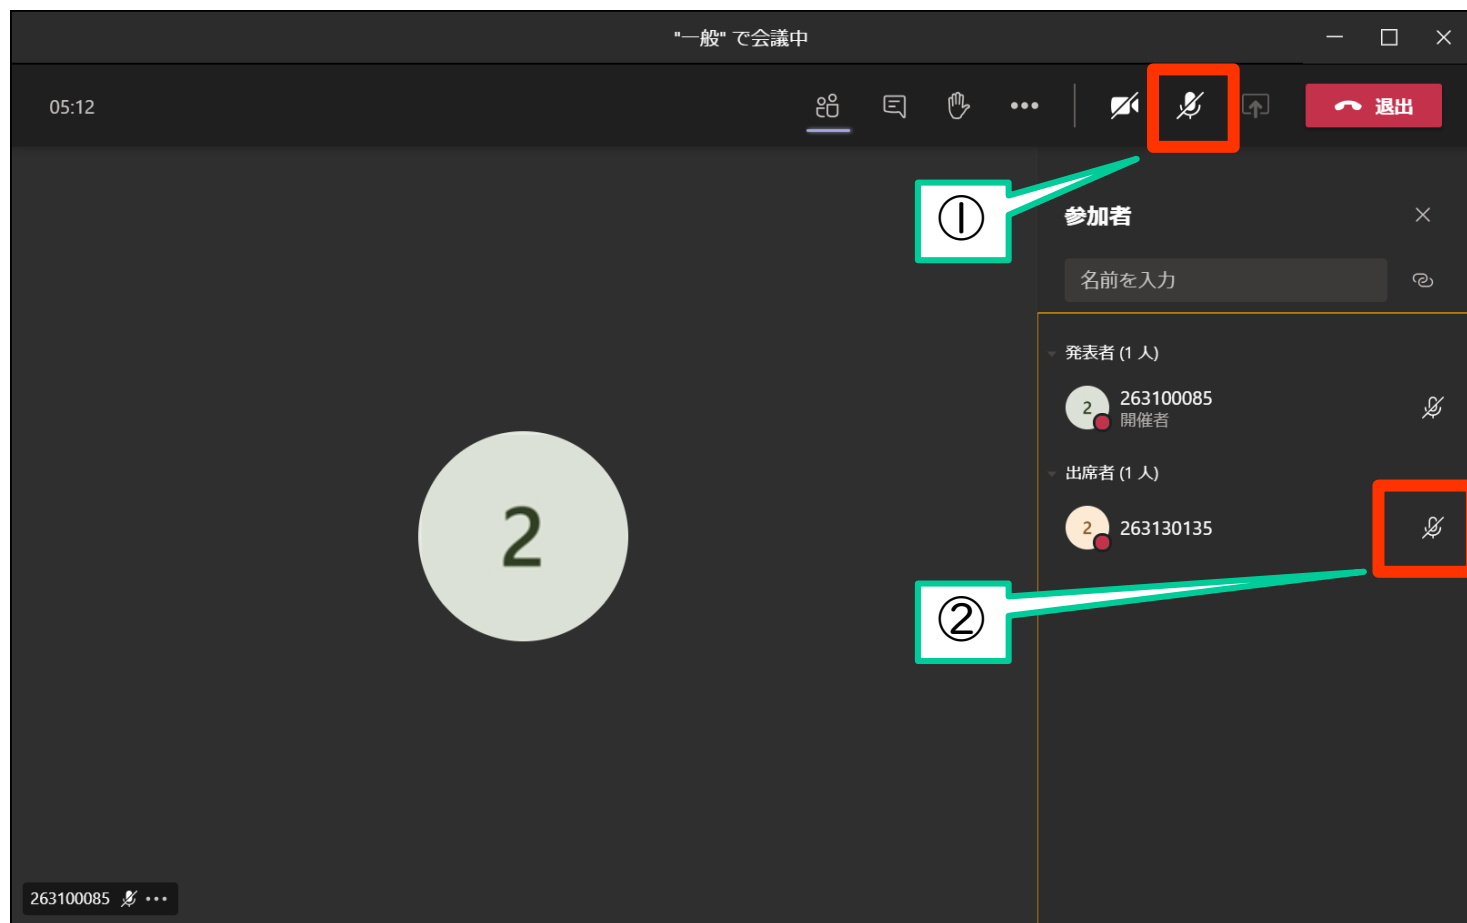 "一般" で会議中
05:12
退出
①
参加者
名前を入力
発表者 (1 人)
2
263100085
開催者
出席者 (1 人)
2
263130135
2
②
263100085